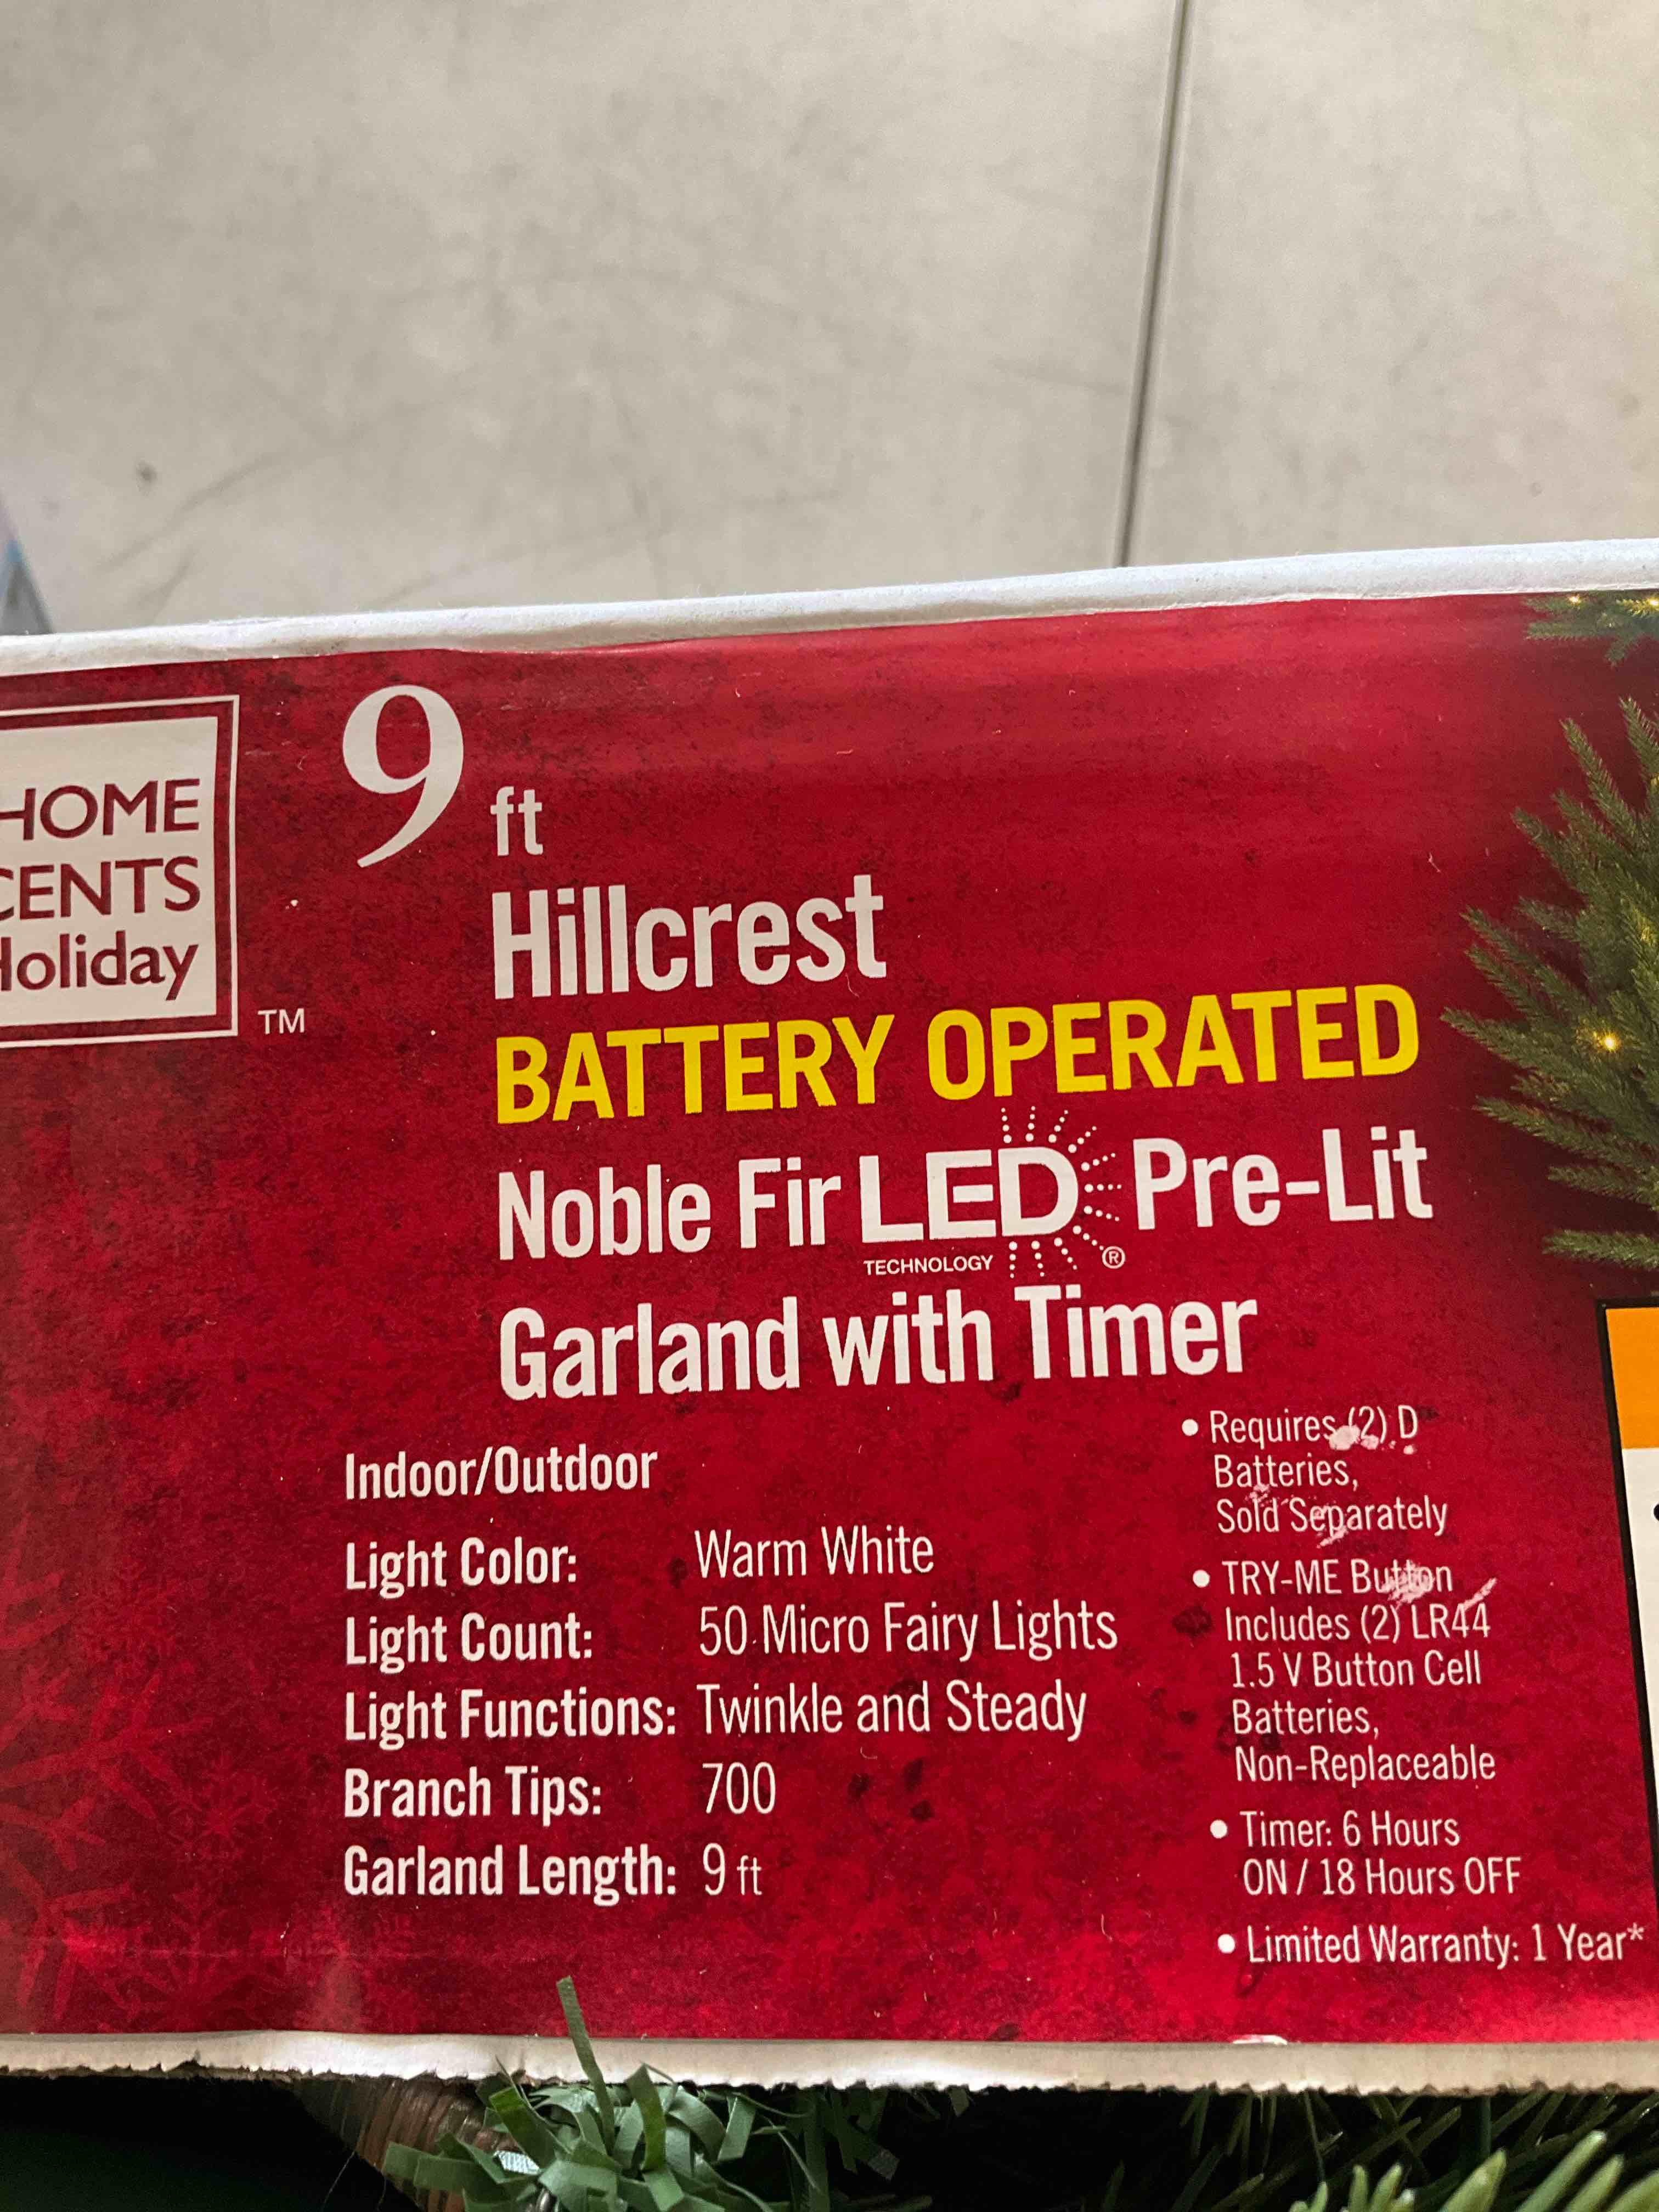 HOME
CENTS
Holiday
TM
9 ft
Hillcrest
BATTERY OPERATED
Noble Fir LED Pre-Lit
TECHNOLOGY ®
Garland with Timer
Indoor/Outdoor
Light Color: Warm White
Light Count: 50 Micro Fairy Lights
Light Functions: Twinkle and Steady
Branch Tips: 700
Garland Length: 9 ft
• Requires (2) D
Batteries,
Sold Separately
• TRY-ME Button
Includes (2) LR44
1.5 V Button Cell
Batteries,
Non-Replaceable
• Timer: 6 Hours
ON / 18 Hours OFF
• Limited Warranty: 1 Year*